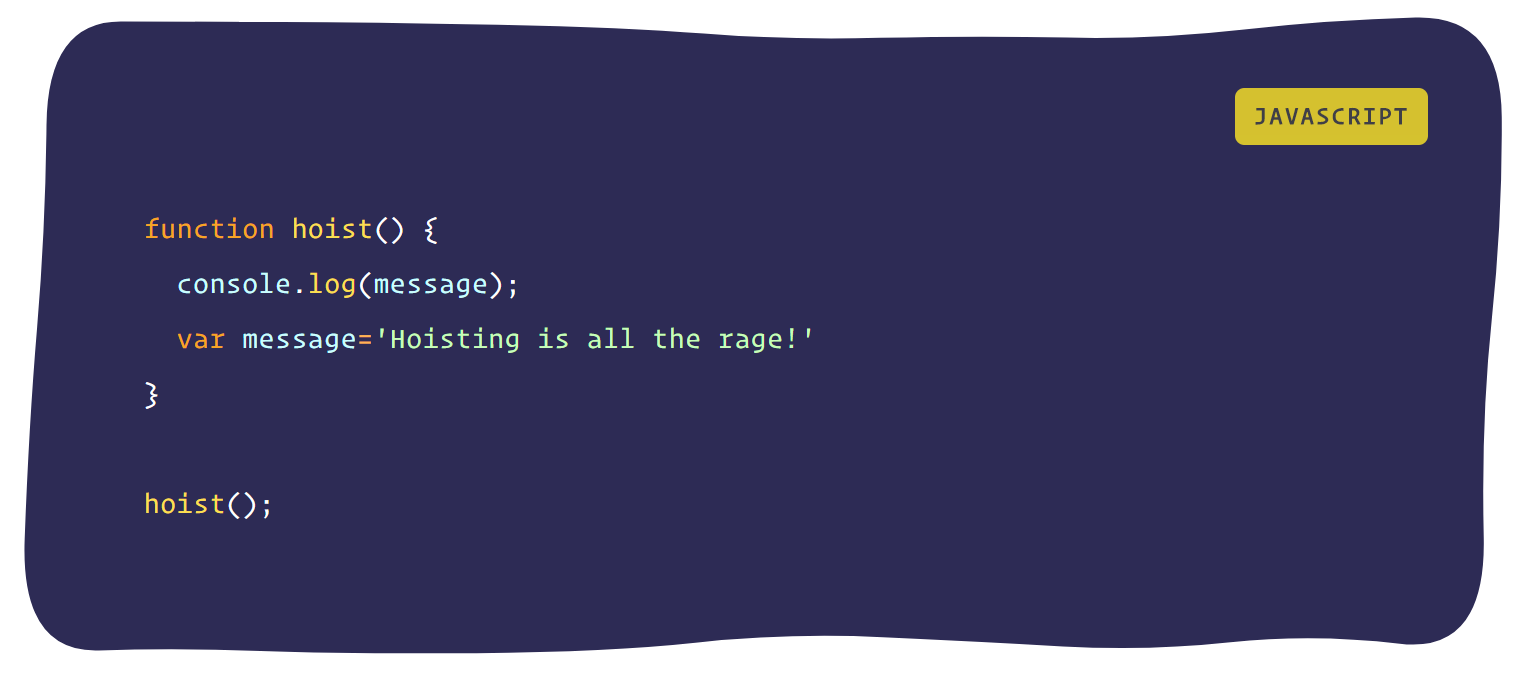 JAVASCRIPT
function hoist() {
  console.log(message);
  var message='Hoisting is all the rage!'
}
hoist();